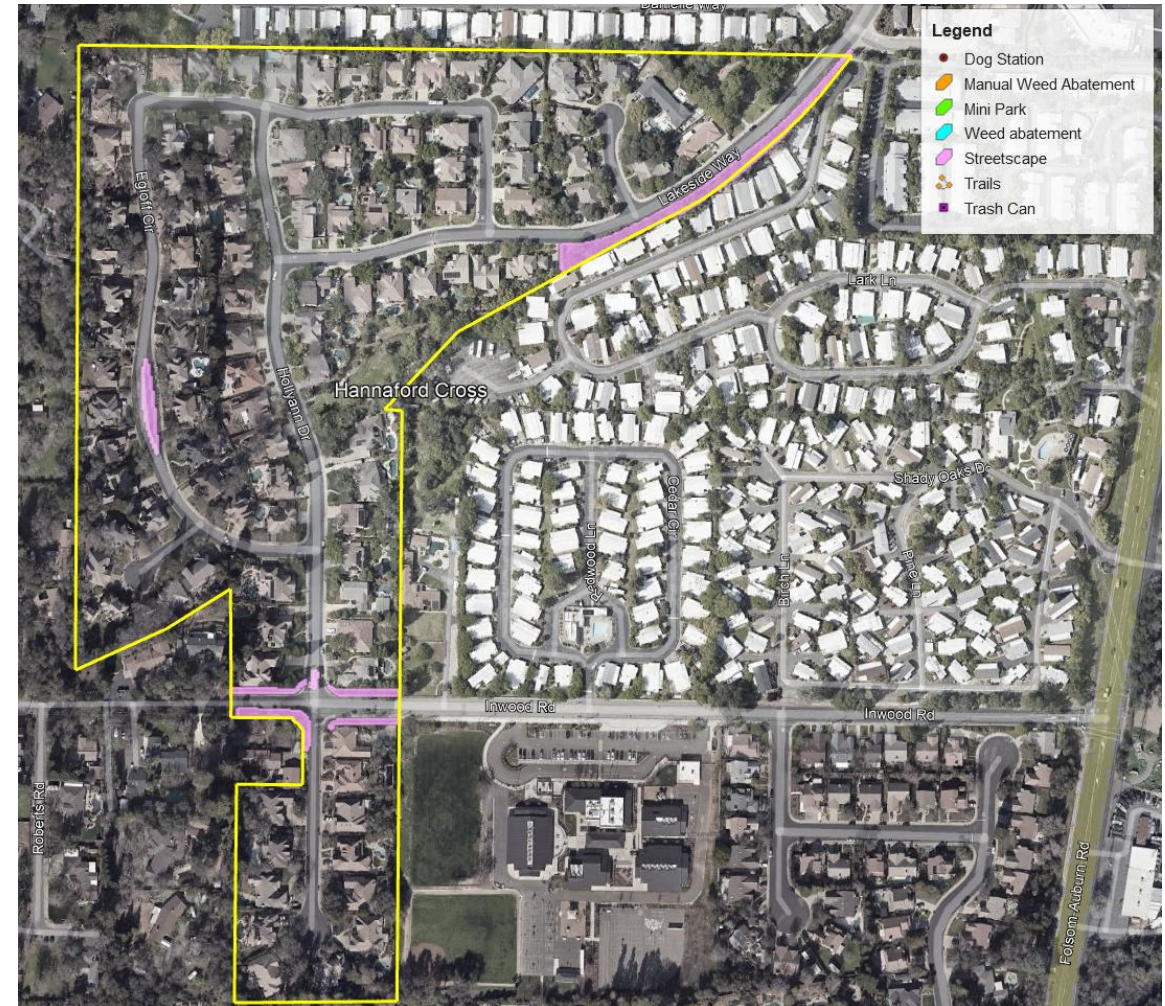 Danielle Way
Legend
Dog Station
Manual Weed Abatement
Mini Park
Weed abatement
Streetscape
Trails
Trash Can
Egloff Cir
Lakeside Way
Lark Ln
Hollyann Dr
Hannaford Cross
Shady Oaks Dr
Cedar Cir
Redwood Ln
Birch Ln
Pine Ln
Inwood Rd
Inwood Rd
Roberts Rd
Folsom-Auburn Rd